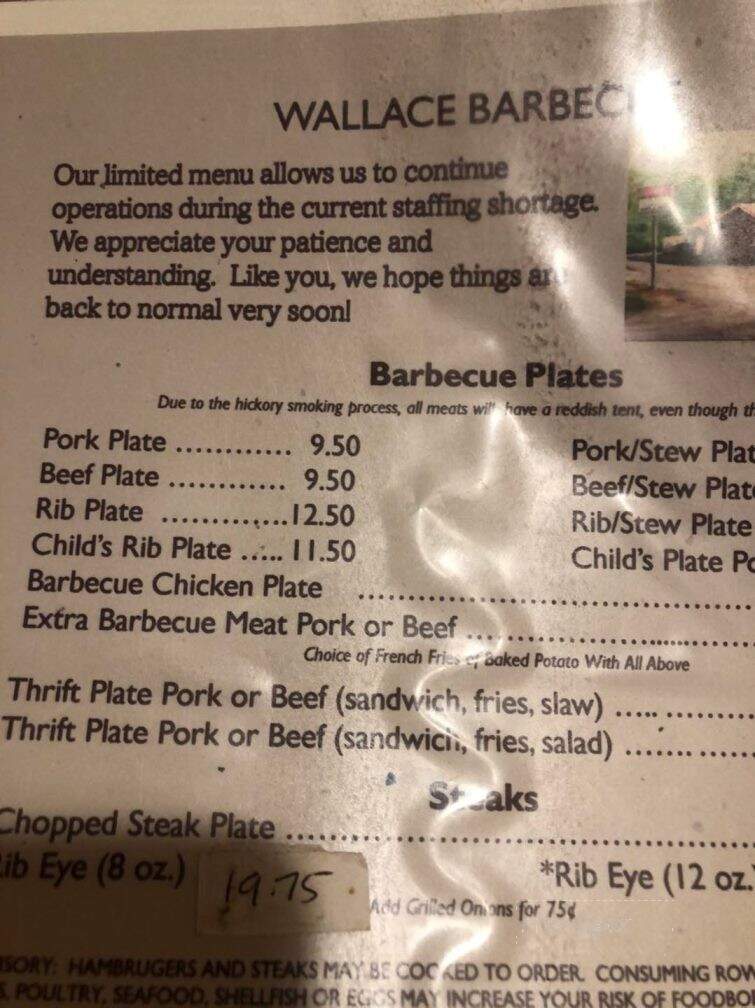 WALLACE BARBEC
Our limited menu allows us to continue
operations during the current staffing shortage.
We appreciate your patience and
understanding. Like you, we hope things ar
back to normal very soon!
Barbecue Plates
Due to the hickory smoking process, all meats will have a reddish tent, even though th
Pork Plate ............ 9.50 Pork/Stew Plat
Beef Plate ............ 9.50 Beef/Stew Plate
Rib Plate .............12.50 Rib/Stew Plate
Child's Rib Plate ..... 11.50 Child's Plate Po
Barbecue Chicken Plate ........................................
Extra Barbecue Meat Pork or Beef ..............................
Choice of French Fries or Baked Potato With All Above
Thrift Plate Pork or Beef (sandwich, fries, slaw) ..............
Thrift Plate Pork or Beef (sandwich, fries, salad) .............
Steaks
Chopped Steak Plate ........................................
ib Eye (8 oz.) 19.75 *Rib Eye (12 oz.
Add Grilled Onions for 75¢
ISORY: HAMBRUGERS AND STEAKS MAY BE COOKED TO ORDER. CONSUMING ROW
S, POULTRY, SEAFOOD, SHELLFISH OR EGGS MAY INCREASE YOUR RISK OF FOODBO